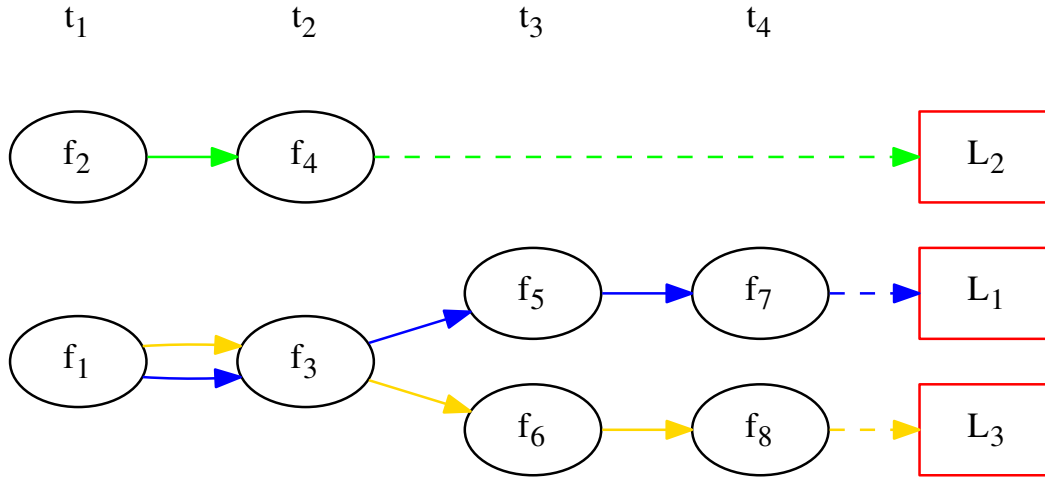 t₁ t₂ t₃ t₄
f₂ f₄ L₂
f₅ f₇ L₁
f₁ f₃
f₆ f₈ L₃